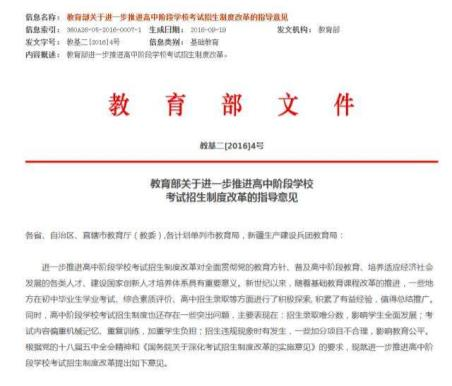 信息名称： 教育部关于进一步推进高中阶段学校考试招生制度改革的指导意见
信息索引： 360A26-05-2016-0007-1 生成日期： 2016-09-19 发文机构： 教育部
发文字号： 教基二[2016]4号 信息类别： 基础教育
内容概述： 教育部进一步推进高中阶段学校考试招生制度改革。
教 育 部 文 件
教基二[2016]4号
教育部关于进一步推进高中阶段学校
考试招生制度改革的指导意见
各省、自治区、直辖市教育厅（教委）,各计划单列市教育局，新疆生产建设兵团教育局：
进一步推进高中阶段学校考试招生制度改革对全面贯彻党的教育方针、普及高中阶段教育、培养适应经济社会
发展的各类人才、建设国家创新人才培养体系具有重要意义。新世纪以来，随着基础教育课程改革的推进，一些地
方在初中毕业生学业考试、综合素质评价、高中招生录取等方面进行了积极探索, 积累了有益经验，值得总结推广。
同时，高中阶段学校考试招生也还存在一些突出问题，主要表现在：招生录取唯分数，影响学生全面发展；考
试内容偏重机械记忆、重复训练，加重学生负担；招生违规现象时有发生，一些加分项目不合理，影响教育公平。
根据党的十八届五中全会精神和《国务院关于深化考试招生制度改革的实施意见》的要求，现就进一步推进高中阶
段学校考试招生制度改革提出如下意见。